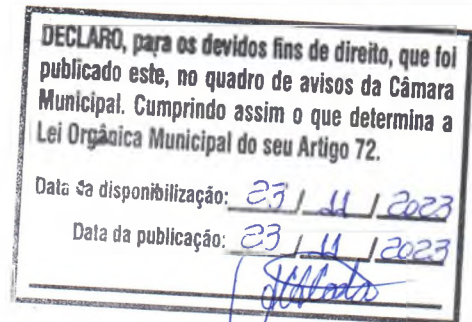 DECLARO, para os devidos fins de direito, que foi
publicado este, no quadro de avisos da Câmara
Municipal. Cumprindo assim o que determina a
Lei Orgânica Municipal do seu Artigo 72.
Data da disponibilização: 23 / 11 / 2023
Data da publicação: 23 / 11 / 2023